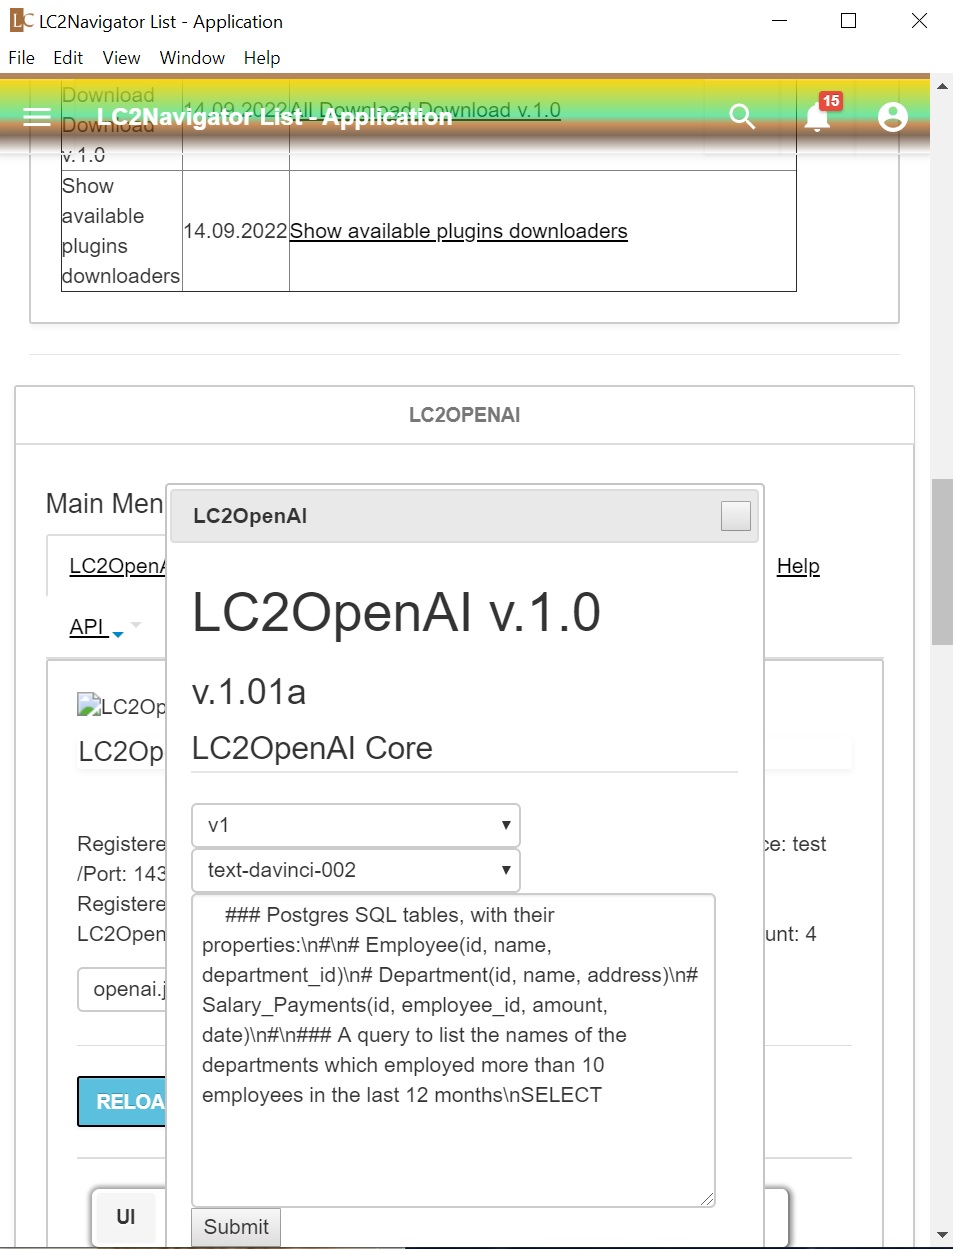 LC LC2Navigator List - Application
File Edit View Window Help
Download
Download
v.1.0
14.09.2022 All Download Download v.1.0
LC2Navigator List - Application
15
Show
available
plugins
downloaders
14.09.2022 Show available plugins downloaders
LC2OPENAI
Main Men
LC2OpenA
Help
API
LC2Op
LC2Op
Registere
ce: test
/Port: 143
Registere
LC2Open
unt: 4
openai.j
RELOA
UI
LC2OpenAI
LC2OpenAI v.1.0
v.1.01a
LC2OpenAI Core
v1
text-davinci-002
### Postgres SQL tables, with their
properties:\n#\n# Employee(id, name,
department_id)\n# Department(id, name, address)\n#
Salary_Payments(id, employee_id, amount,
date)\n#\n### A query to list the names of the
departments which employed more than 10
employees in the last 12 months\nSELECT
Submit